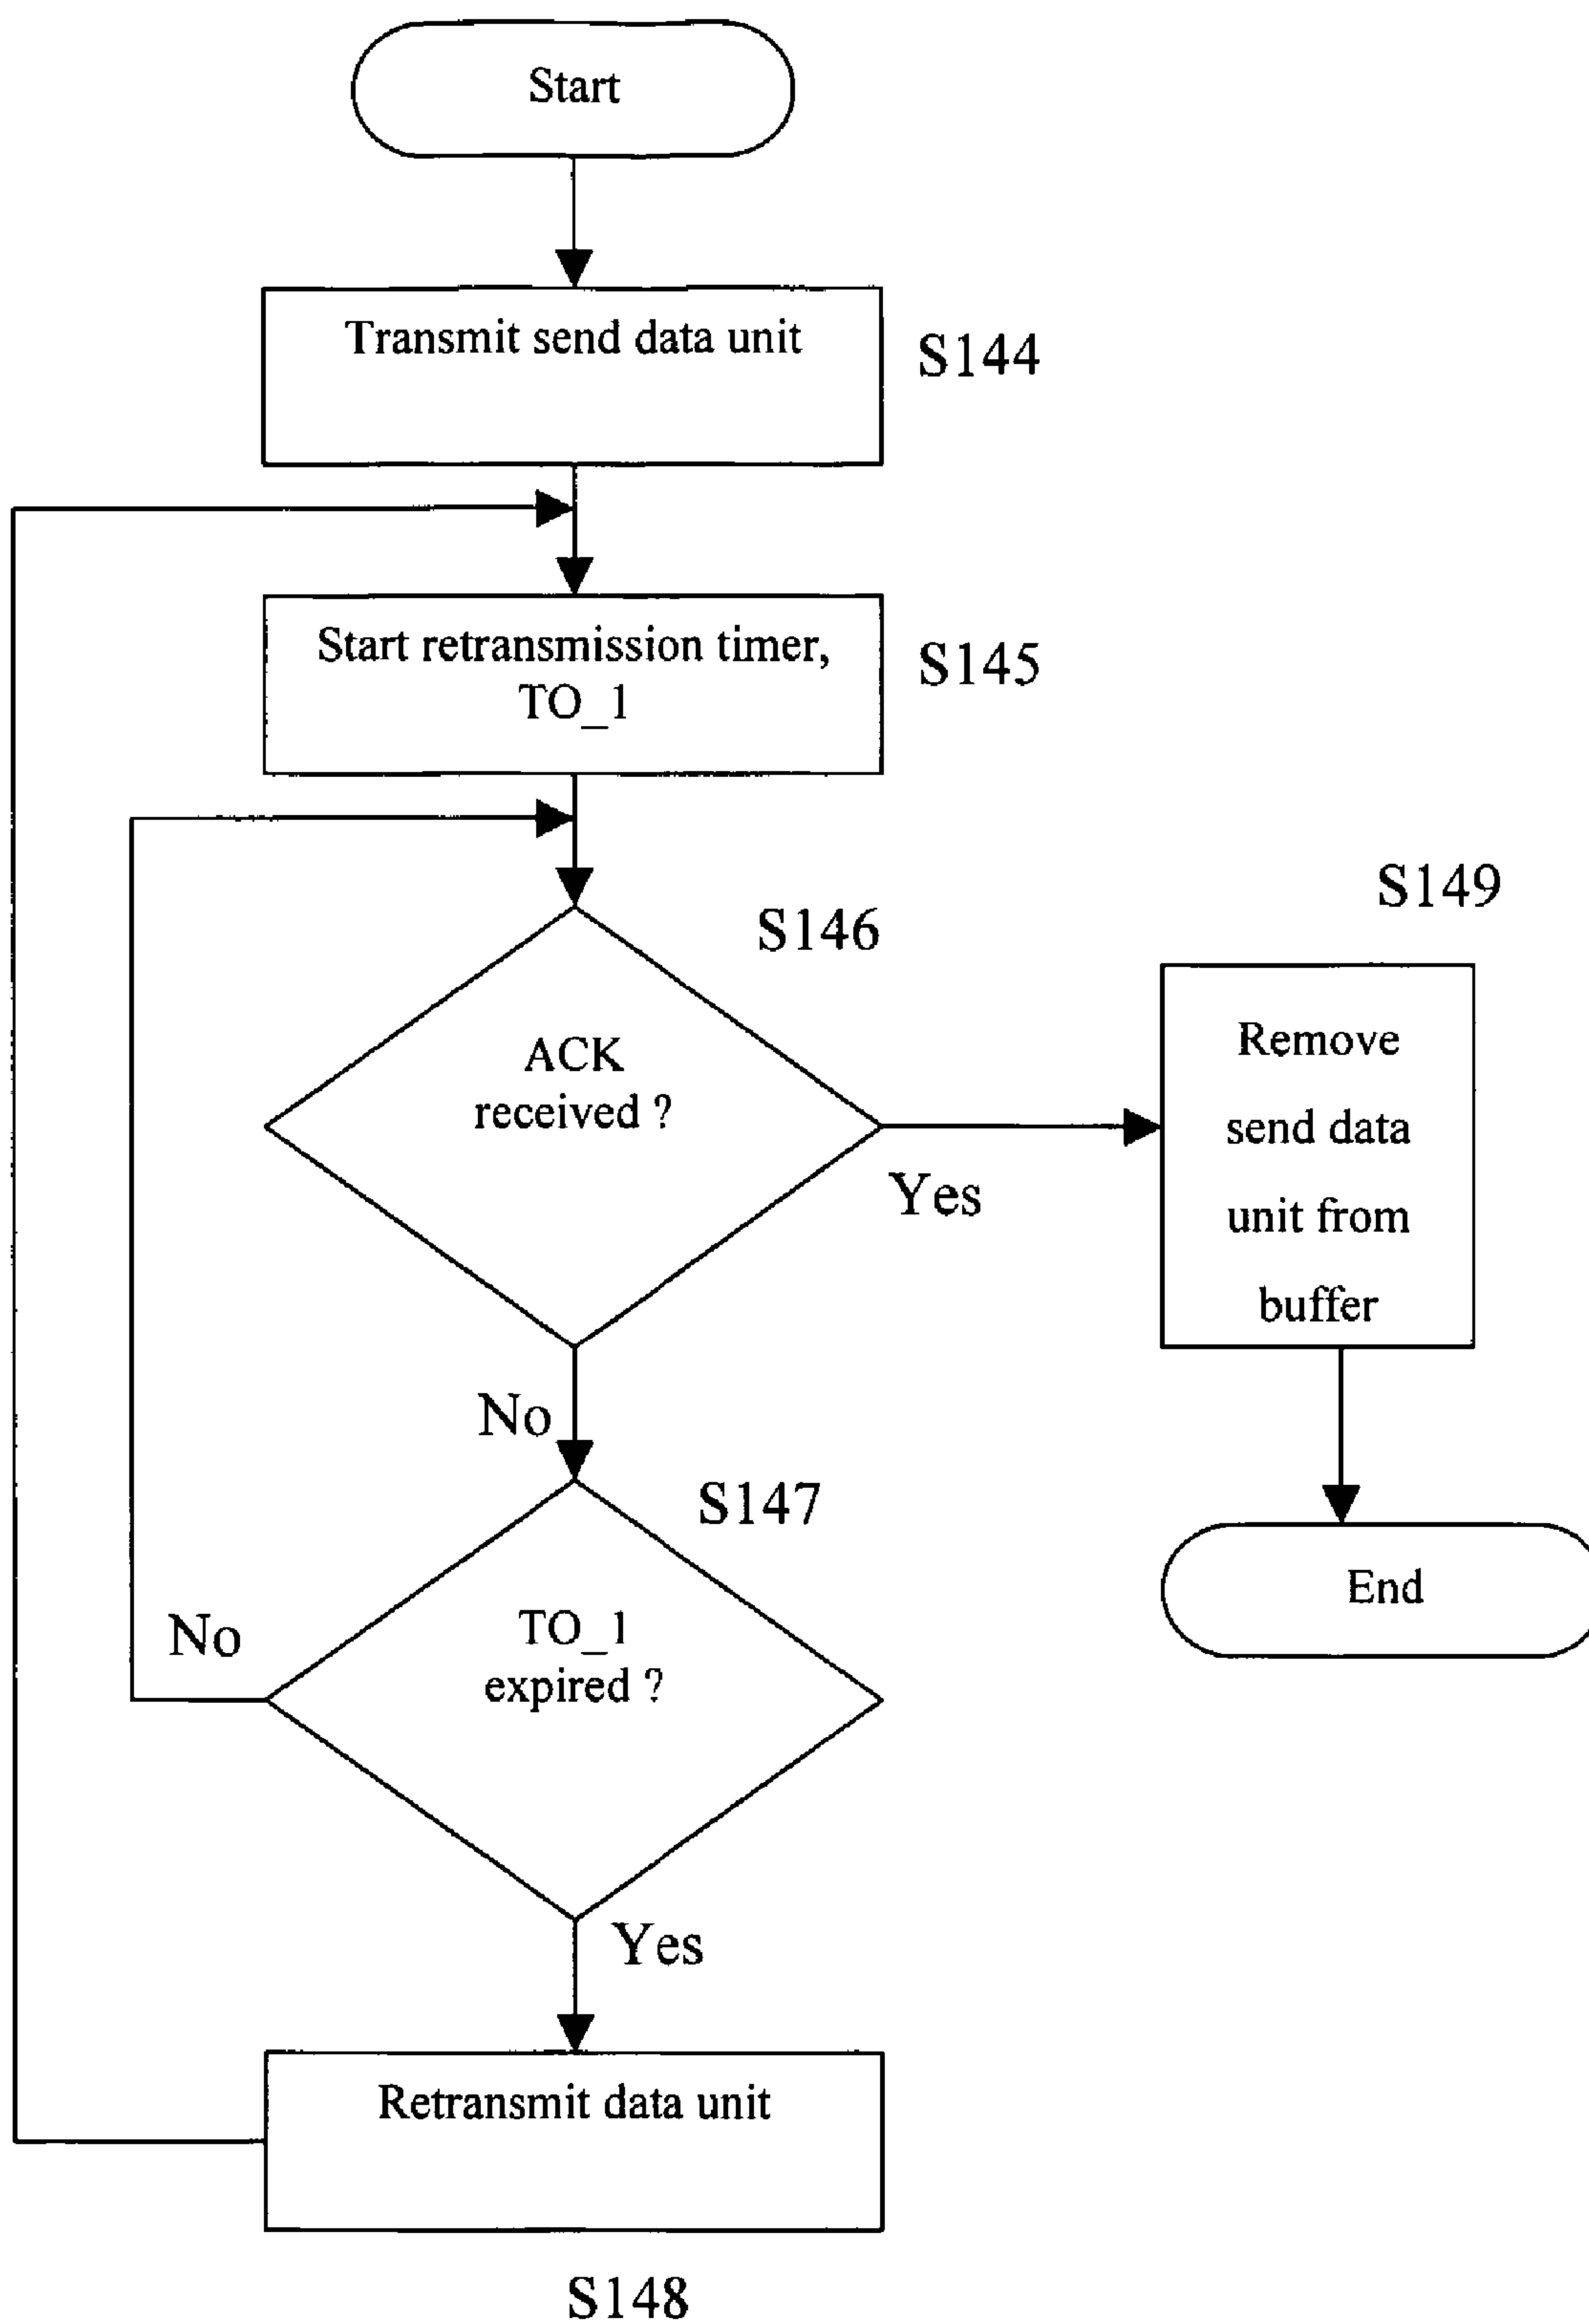 Start
Transmit send data unit
S144
Start retransmission timer,
TO_1
S145
S146
ACK
received ?
Yes
No
S149
Remove
send data
unit from
buffer
End
S147
TO_1
expired ?
No
Yes
Retransmit data unit
S148